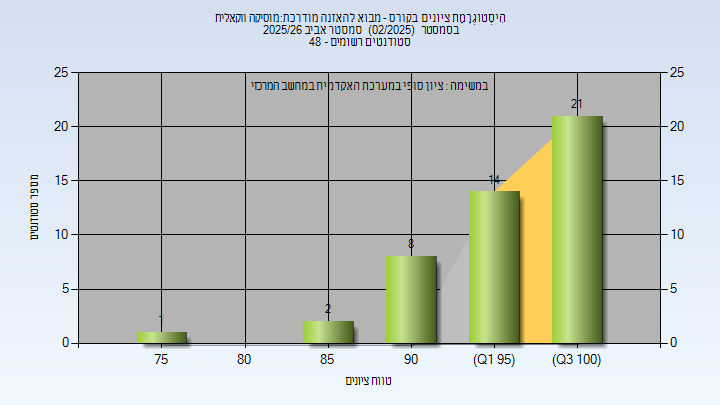 היסטוגרמת ציונים בקורס - מבוא להאזנה מודרכת:מוסיקה ווקאלית
בסמסטר  (02/2025)  סמסטר אביב 2025/26
סטודנטים רשומים - 48
במשימה : ציון סופי במערכת האקדמית במחשב המרכזי
25 25
20 20
15 15
10 10
5 5
0 0
מספר סטודנטים
1
2
8
14
21
75 80 85 90 (Q1 95) (Q3 100)
טווח ציונים